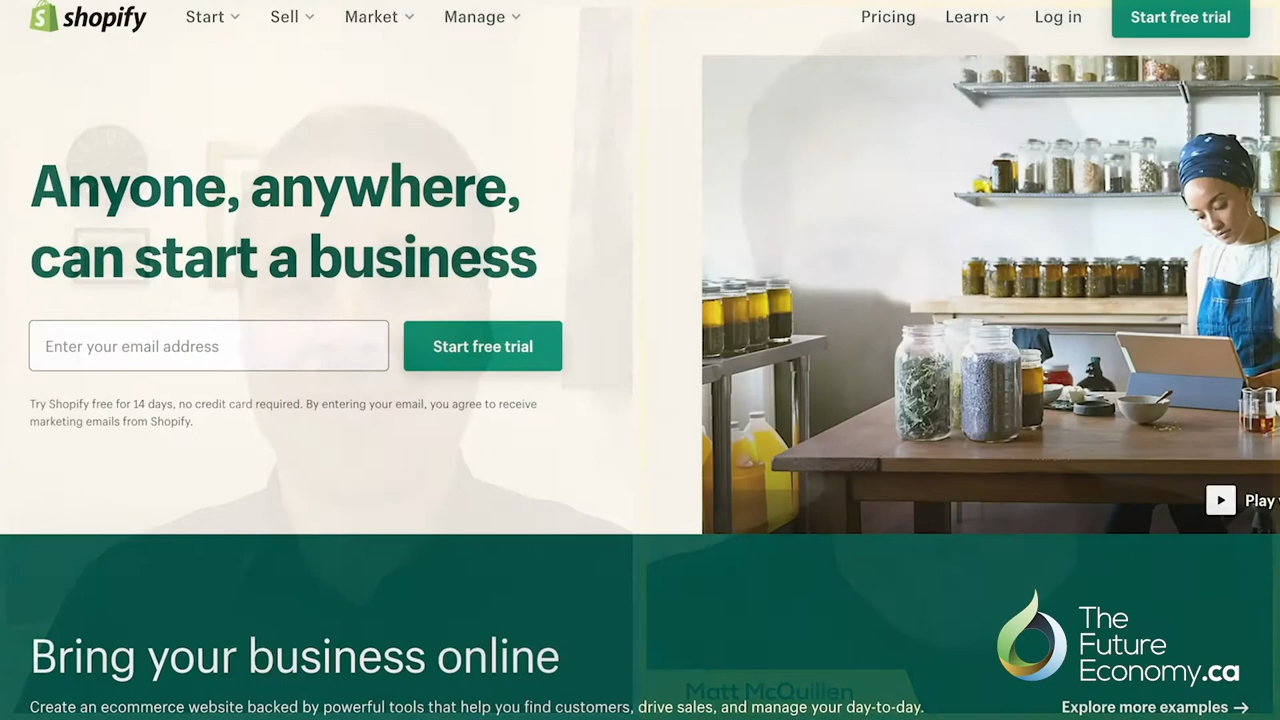 shopify
Start
Sell
Market
Manage
Pricing
Learn
Log in
Start free trial
Anyone, anywhere,
can start a business
Enter your email address
Start free trial
Try Shopify free for 14 days, no credit card required. By entering your email, you agree to receive
marketing emails from Shopify.
Play
Bring your business online
The
Future
Economy.ca
Matt McQuillen
Create an ecommerce website backed by powerful tools that help you find customers, drive sales, and manage your day-to-day.
Explore more examples →